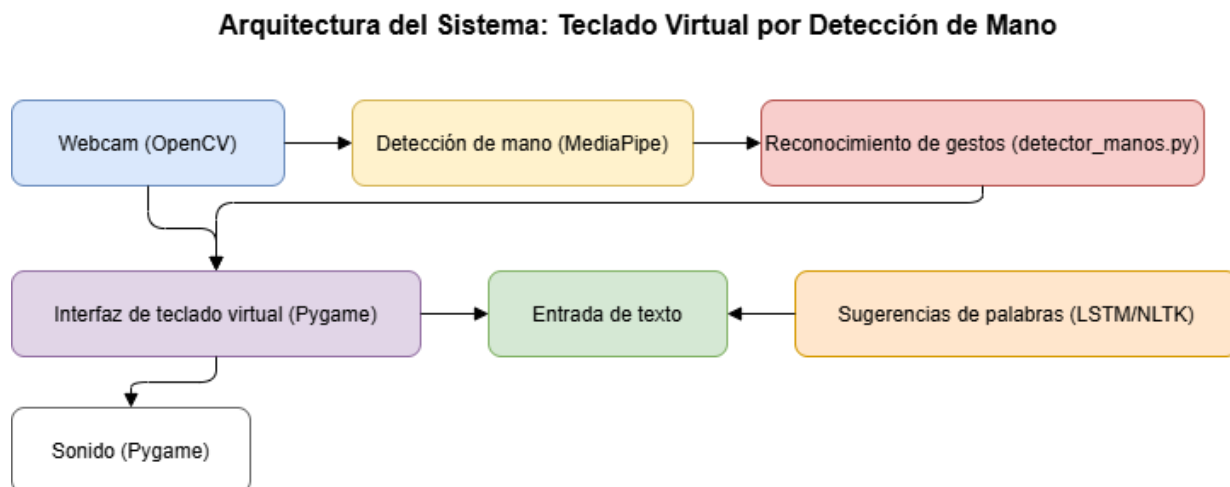 Arquitectura del Sistema: Teclado Virtual por Detección de Mano
Webcam (OpenCV)
Detección de mano (MediaPipe)
Reconocimiento de gestos (detector_manos.py)
Interfaz de teclado virtual (Pygame)
Entrada de texto
Sugerencias de palabras (LSTM/NLTK)
Sonido (Pygame)